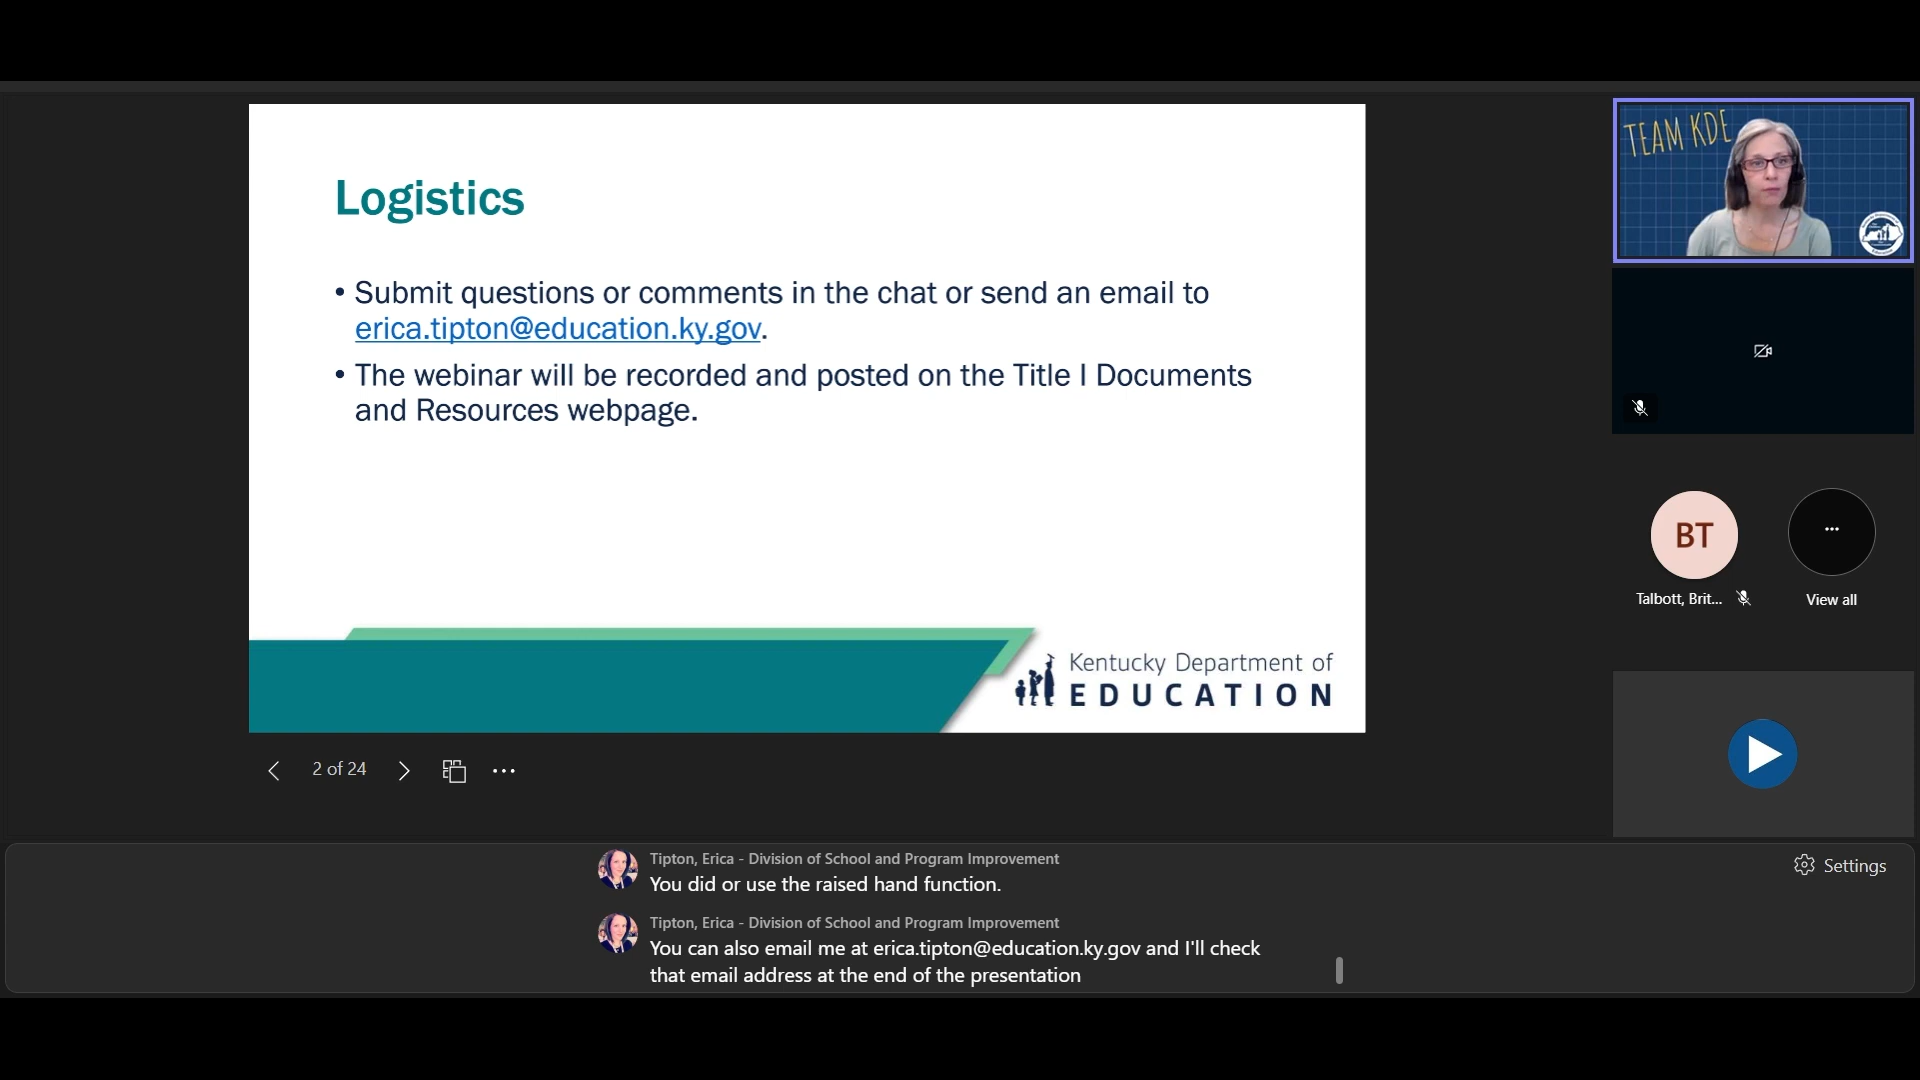 Logistics
• Submit questions or comments in the chat or send an email to
erica.tipton@education.ky.gov.
• The webinar will be recorded and posted on the Title I Documents
and Resources webpage.
Kentucky Department of
EDUCATION
2 of 24
TEAM KDE
BT
Talbott, Brit...
View all
Tipton, Erica - Division of School and Program Improvement
You did or use the raised hand function.
Tipton, Erica - Division of School and Program Improvement
You can also email me at erica.tipton@education.ky.gov and I'll check
that email address at the end of the presentation
Settings